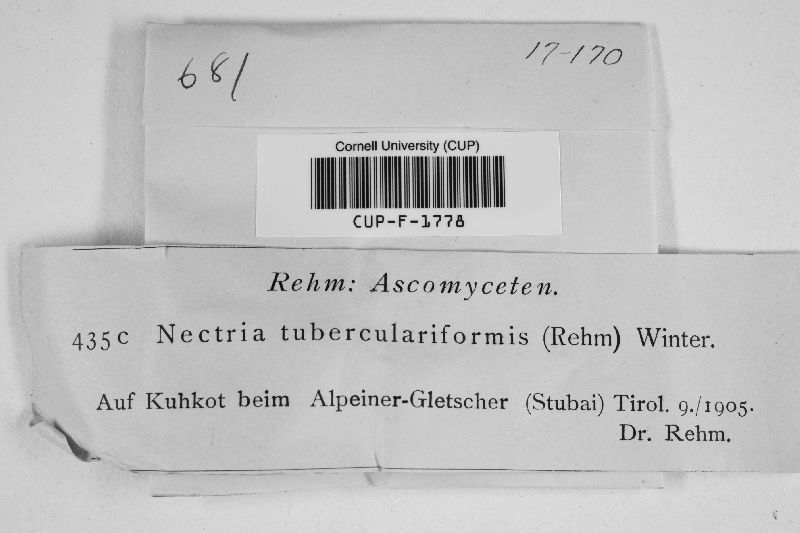 681
17-170
Cornell University (CUP)
CUP-F-1778
Rehm: Ascomyceten.
435c Nectria tuberculariformis (Rehm) Winter.
Auf Kuhkot beim Alpeiner-Gletscher (Stubai) Tirol. 9./1905.
Dr. Rehm.